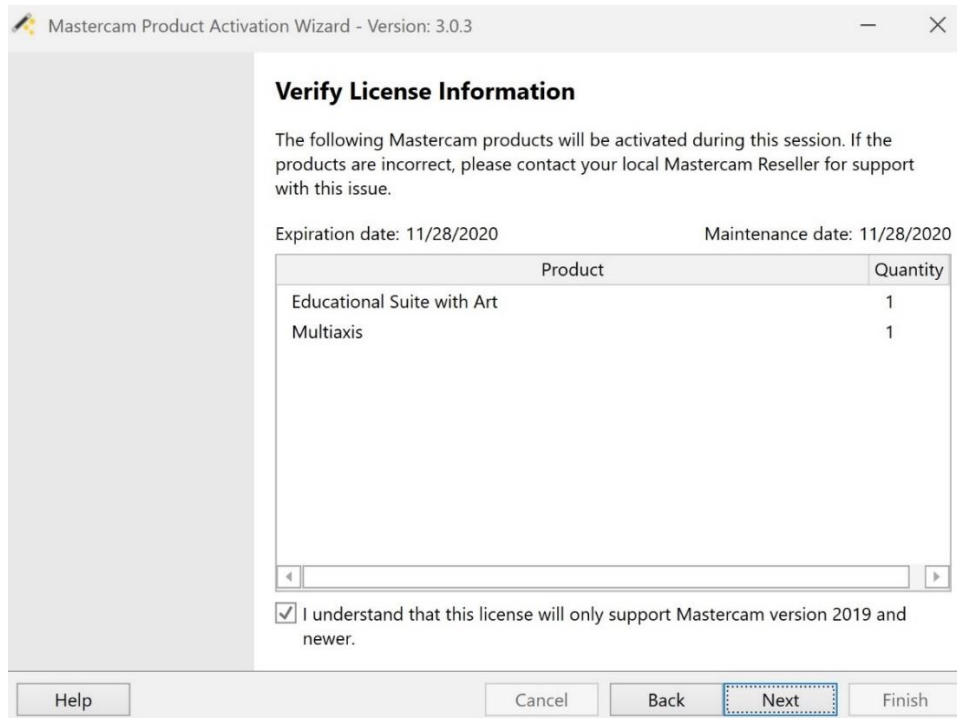 Mastercam Product Activation Wizard - Version: 3.0.3
Verify License Information
The following Mastercam products will be activated during this session. If the
products are incorrect, please contact your local Mastercam Reseller for support
with this issue.
Expiration date: 11/28/2020 Maintenance date: 11/28/2020
Product Quantity
Educational Suite with Art 1
Multiaxis 1
I understand that this license will only support Mastercam version 2019 and
newer.
Help Cancel Back Next Finish